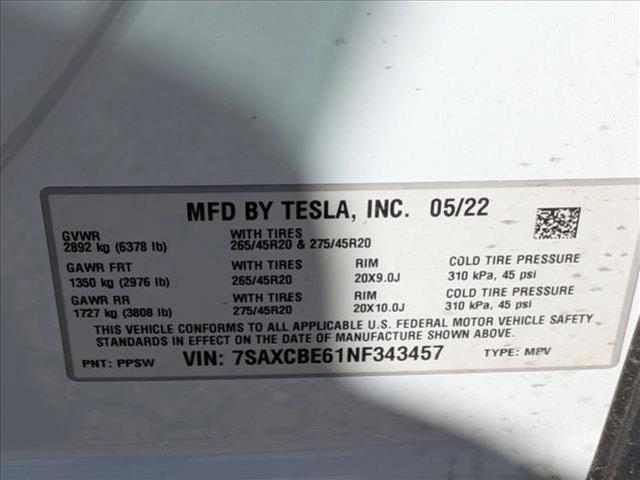 MFD BY TESLA, INC. 05/22
GVWR WITH TIRES
2892 kg (6378 lb) 265/45R20 & 275/45R20
GAWR FRT WITH TIRES RIM COLD TIRE PRESSURE
1350 kg (2976 lb) 265/45R20 20X9.0J 310 kPa, 45 psi
GAWR RR WITH TIRES RIM COLD TIRE PRESSURE
1727 kg (3808 lb) 275/45R20 20X10.0J 310 kPa, 45 psi
THIS VEHICLE CONFORMS TO ALL APPLICABLE U.S. FEDERAL MOTOR VEHICLE SAFETY
STANDARDS IN EFFECT ON THE DATE OF MANUFACTURE SHOWN ABOVE.
PNT: PPSW VIN: 7SAXCBE61NF343457 TYPE: MPV